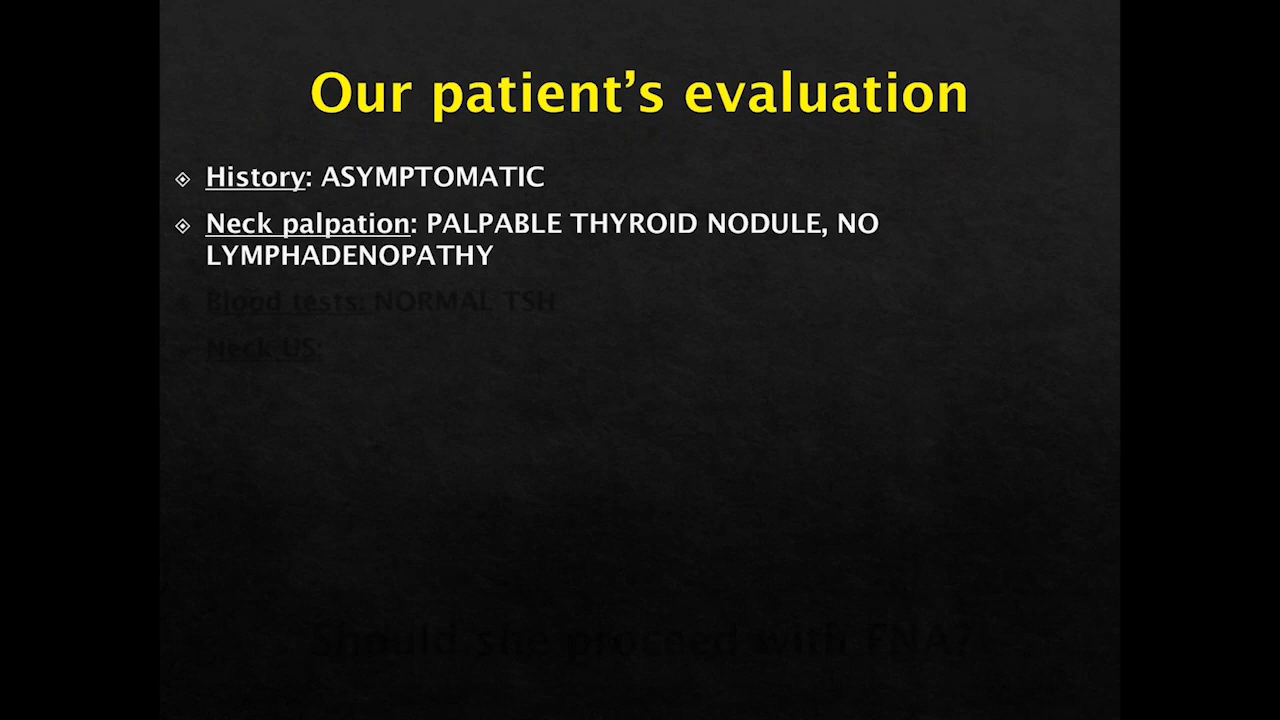 Our patient’s evaluation
History: ASYMPTOMATIC
Neck palpation: PALPABLE THYROID NODULE, NO
LYMPHADENOPATHY
Blood tests: NORMAL TSH
Neck US:
Should she proceed with FNA?